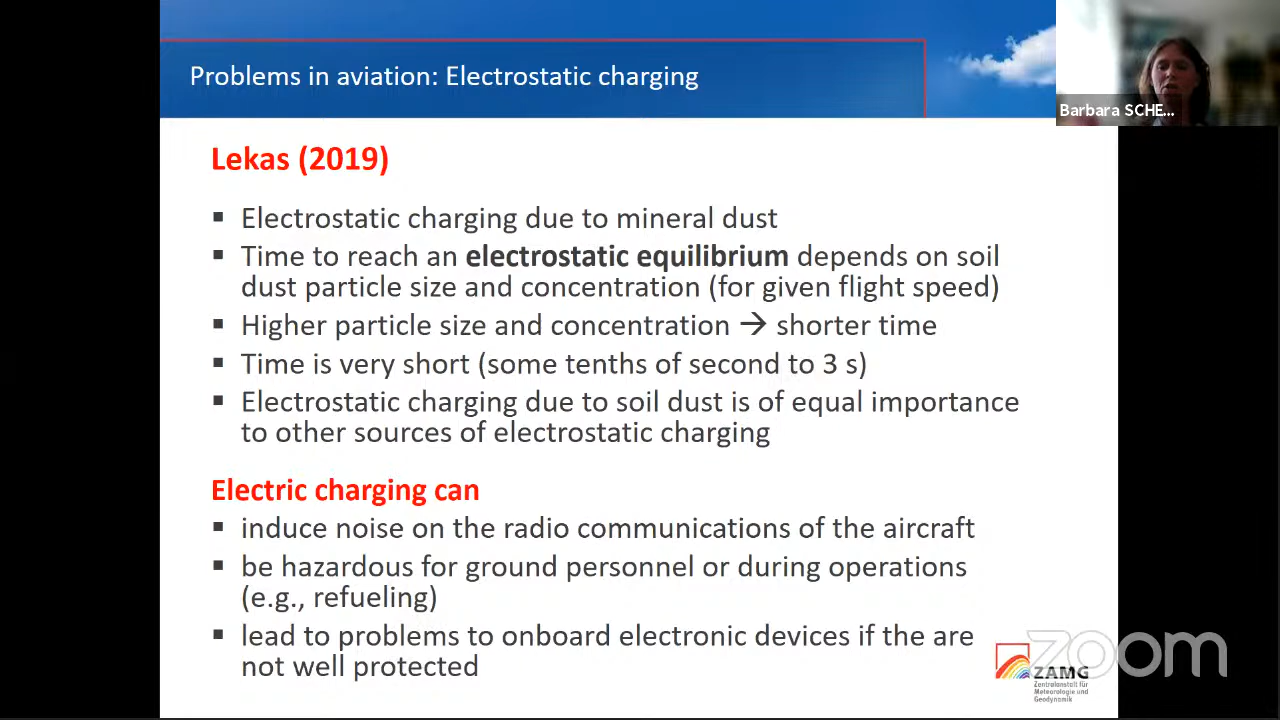 Problems in aviation: Electrostatic charging
Barbara SCHE...
Lekas (2019)
▪ Electrostatic charging due to mineral dust
▪ Time to reach an electrostatic equilibrium depends on soil
dust particle size and concentration (for given flight speed)
▪ Higher particle size and concentration → shorter time
▪ Time is very short (some tenths of second to 3 s)
▪ Electrostatic charging due to soil dust is of equal importance
to other sources of electrostatic charging
Electric charging can
▪ induce noise on the radio communications of the aircraft
▪ be hazardous for ground personnel or during operations
(e.g., refueling)
▪ lead to problems to onboard electronic devices if the are
not well protected
zoom
ZAMG
Zentralanstalt für
Meteorologie und
Geodynamik